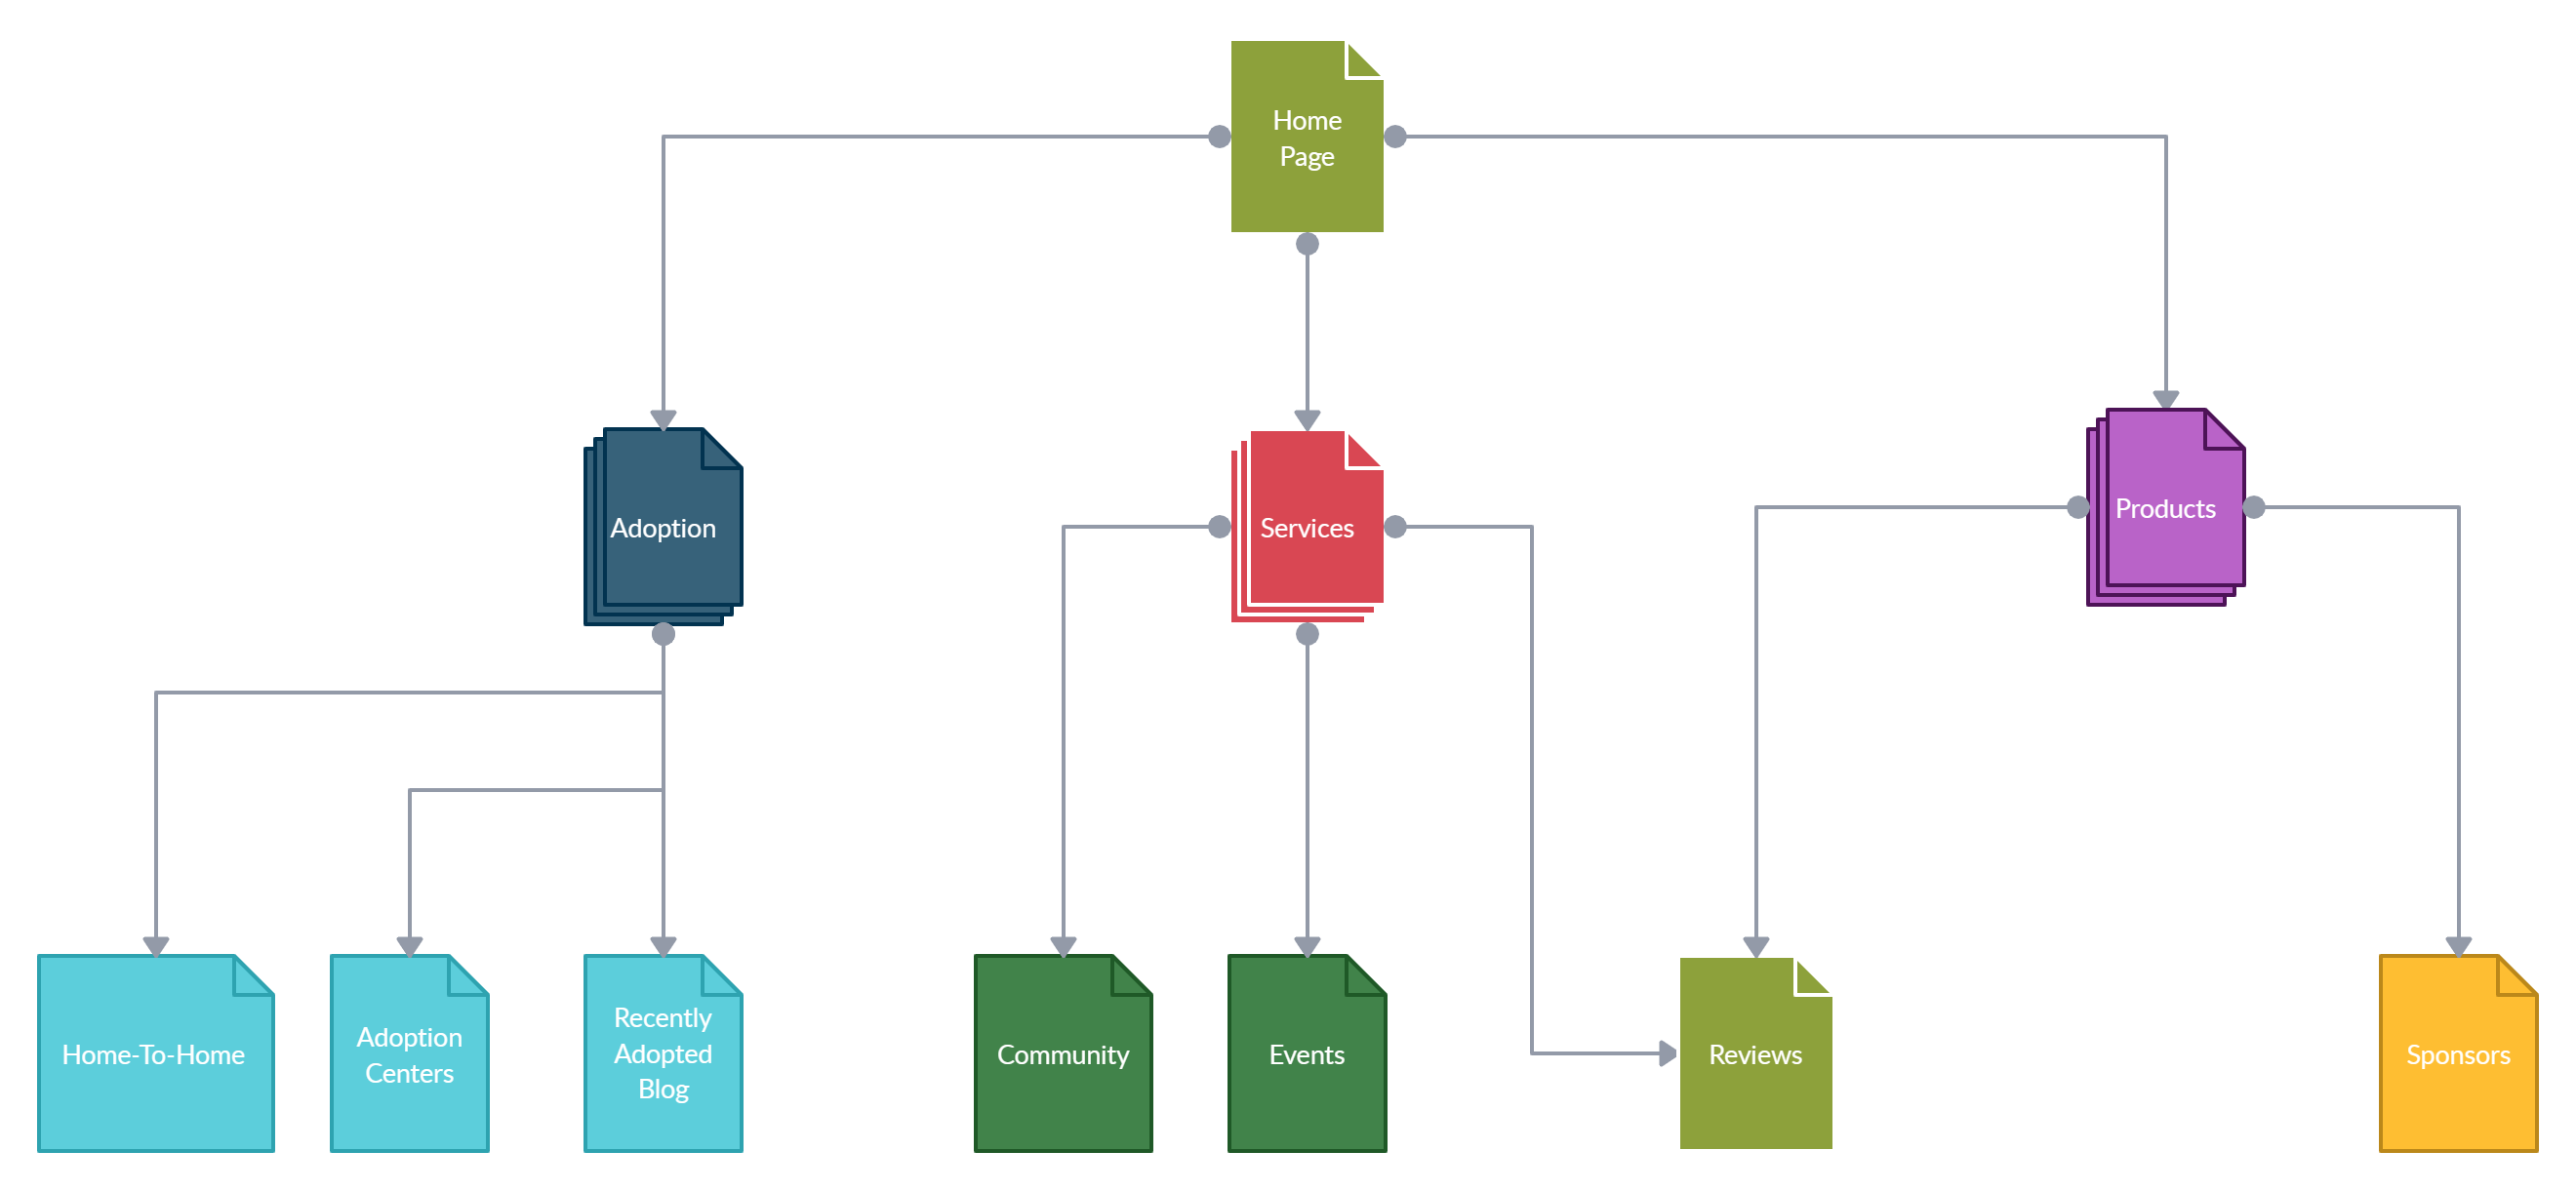 Home
Page
Adoption
Services
Products
Home-To-Home
Adoption
Centers
Recently
Adopted
Blog
Community
Events
Reviews
Sponsors